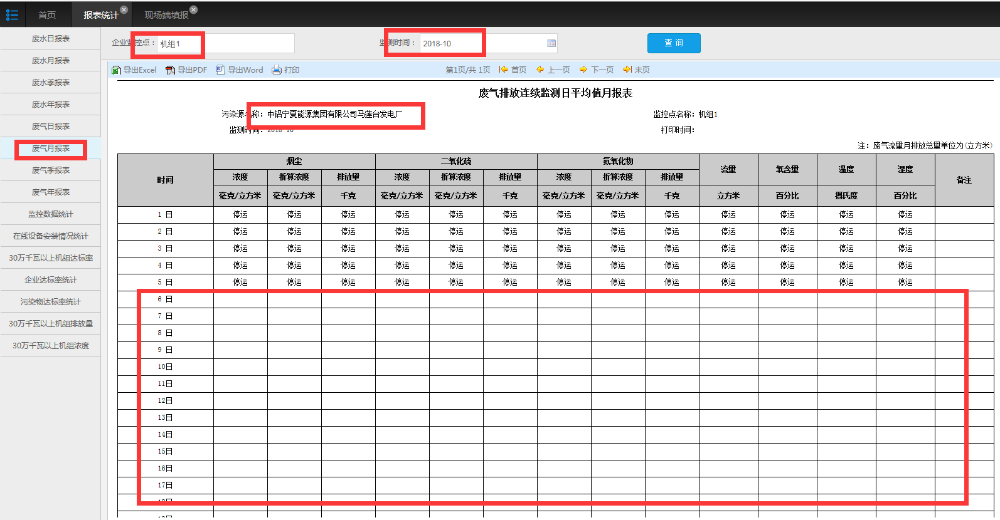 首页
报表统计
现场端填报
废水日报表
废水月报表
废水季报表
废水年报表
废气日报表
废气月报表
废气季报表
废气年报表
监控数据统计
在线设备安装情况统计
30万千瓦以上机组达标率
企业达标率统计
污染物达标率统计
30万千瓦以上机组排放量
30万千瓦以上机组浓度
企业监控点：机组1
监测时间：2018-10
查 询
导出Excel 导出PDF 导出Word 打印 第1页/共 1页 首页 上一页 下一页 末页
废气排放连续监测日平均值月报表
污染源名称：中铝宁夏能源集团有限公司马莲台发电厂 监控点名称：机组1
监测时间：2018-10 打印时间：
注：废气流量月排放总量单位为(立方米)
时间 烟尘 二氧化硫 氮氧化物 流量 氧含量 温度 湿度 备注
浓度 折算浓度 排放量 浓度 折算浓度 排放量 浓度 折算浓度 排放量
毫克/立方米 毫克/立方米 千克 毫克/立方米 毫克/立方米 千克 毫克/立方米 毫克/立方米 千克 立方米 百分比 摄氏度 百分比
1 日 停运 停运 停运 停运 停运 停运 停运 停运 停运 停运 停运 停运 停运
2 日 停运 停运 停运 停运 停运 停运 停运 停运 停运 停运 停运 停运 停运
3 日 停运 停运 停运 停运 停运 停运 停运 停运 停运 停运 停运 停运 停运
4 日 停运 停运 停运 停运 停运 停运 停运 停运 停运 停运 停运 停运 停运
5 日 停运 停运 停运 停运 停运 停运 停运 停运 停运 停运 停运 停运 停运
6 日
7 日
8 日
9 日
10日
11日
12日
13日
14日
15日
16日
17日